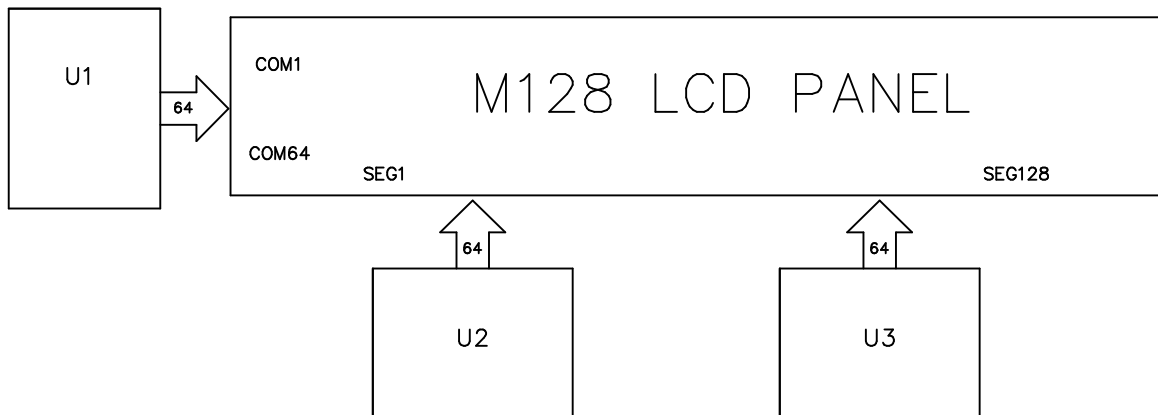 U1
64
COM1
M128 LCD PANEL
COM64
SEG1
SEG128
64
64
U2
U3